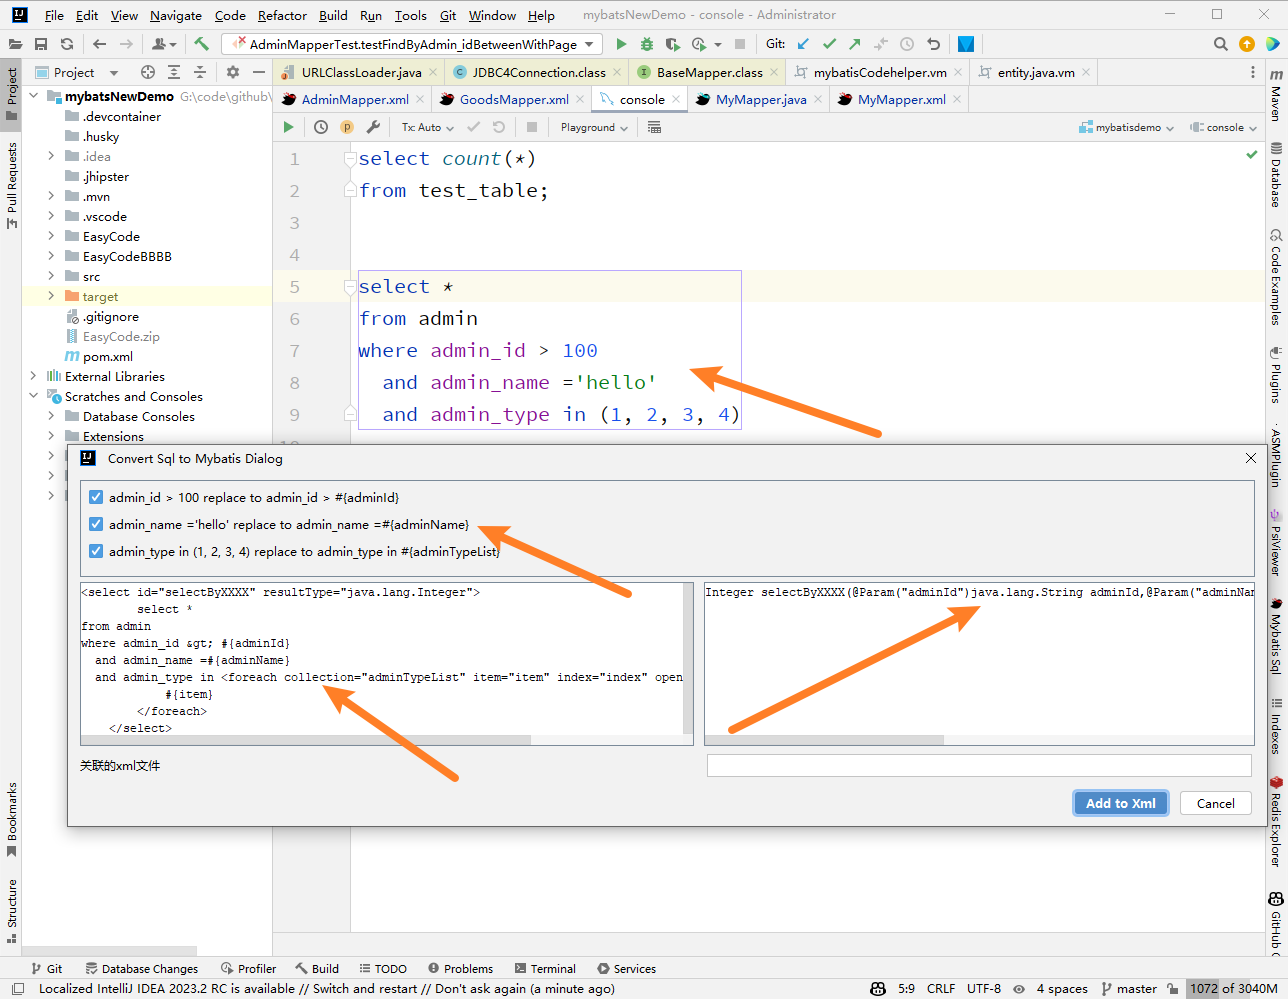 File Edit View Navigate Code Refactor Build Run Tools Git Window Help mybatsNewDemo - console - Administrator
AdminMapperTest.testFindByAdmin_idBetweenWithPage Git:
Project URLClassLoader.java JDBC4Connection.class BaseMapper.class mybatisCodehelper.vm entity.java.vm
AdminMapper.xml GoodsMapper.xml console MyMapper.java MyMapper.xml
Tx: Auto Playground mybatisdemo console
mybatsNewDemo G:\code\github\
.devcontainer
.husky
.idea
.jhipster
.mvn
.vscode
EasyCode
EasyCodeBBBB
src
target
.gitignore
EasyCode.zip
pom.xml
External Libraries
Scratches and Consoles
Database Consoles
Extensions
1 select count(*)
2 from test_table;
3
4
5 select *
6 from admin
7 where admin_id > 100
8 and admin_name ='hello'
9 and admin_type in (1, 2, 3, 4)
Convert Sql to Mybatis Dialog
admin_id > 100 replace to admin_id > #{adminId}
admin_name ='hello' replace to admin_name =#{adminName}
admin_type in (1, 2, 3, 4) replace to admin_type in #{adminTypeList}
<select id="selectByXXXX" resultType="java.lang.Integer">
select *
from admin
where admin_id &gt; #{adminId}
and admin_name =#{adminName}
and admin_type in <foreach collection="adminTypeList" item="item" index="index" open
#{item}
</foreach>
</select>
Integer selectByXXXX(@Param("adminId")java.lang.String adminId,@Param("adminNam
关联的xml文件
Add to Xml Cancel
Project
Pull Requests
Bookmarks
Structure
Maven
Database
Code Examples
Plugins
ASMPlugin
PsiViewer
Mybatis Sql
Indexes
Redis Explorer
GitHub C
Git Database Changes Profiler Build TODO Problems Terminal Services
Localized IntelliJ IDEA 2023.2 RC is available // Switch and restart // Don't ask again (a minute ago) 5:9 CRLF UTF-8 4 spaces master 1072 of 3040M